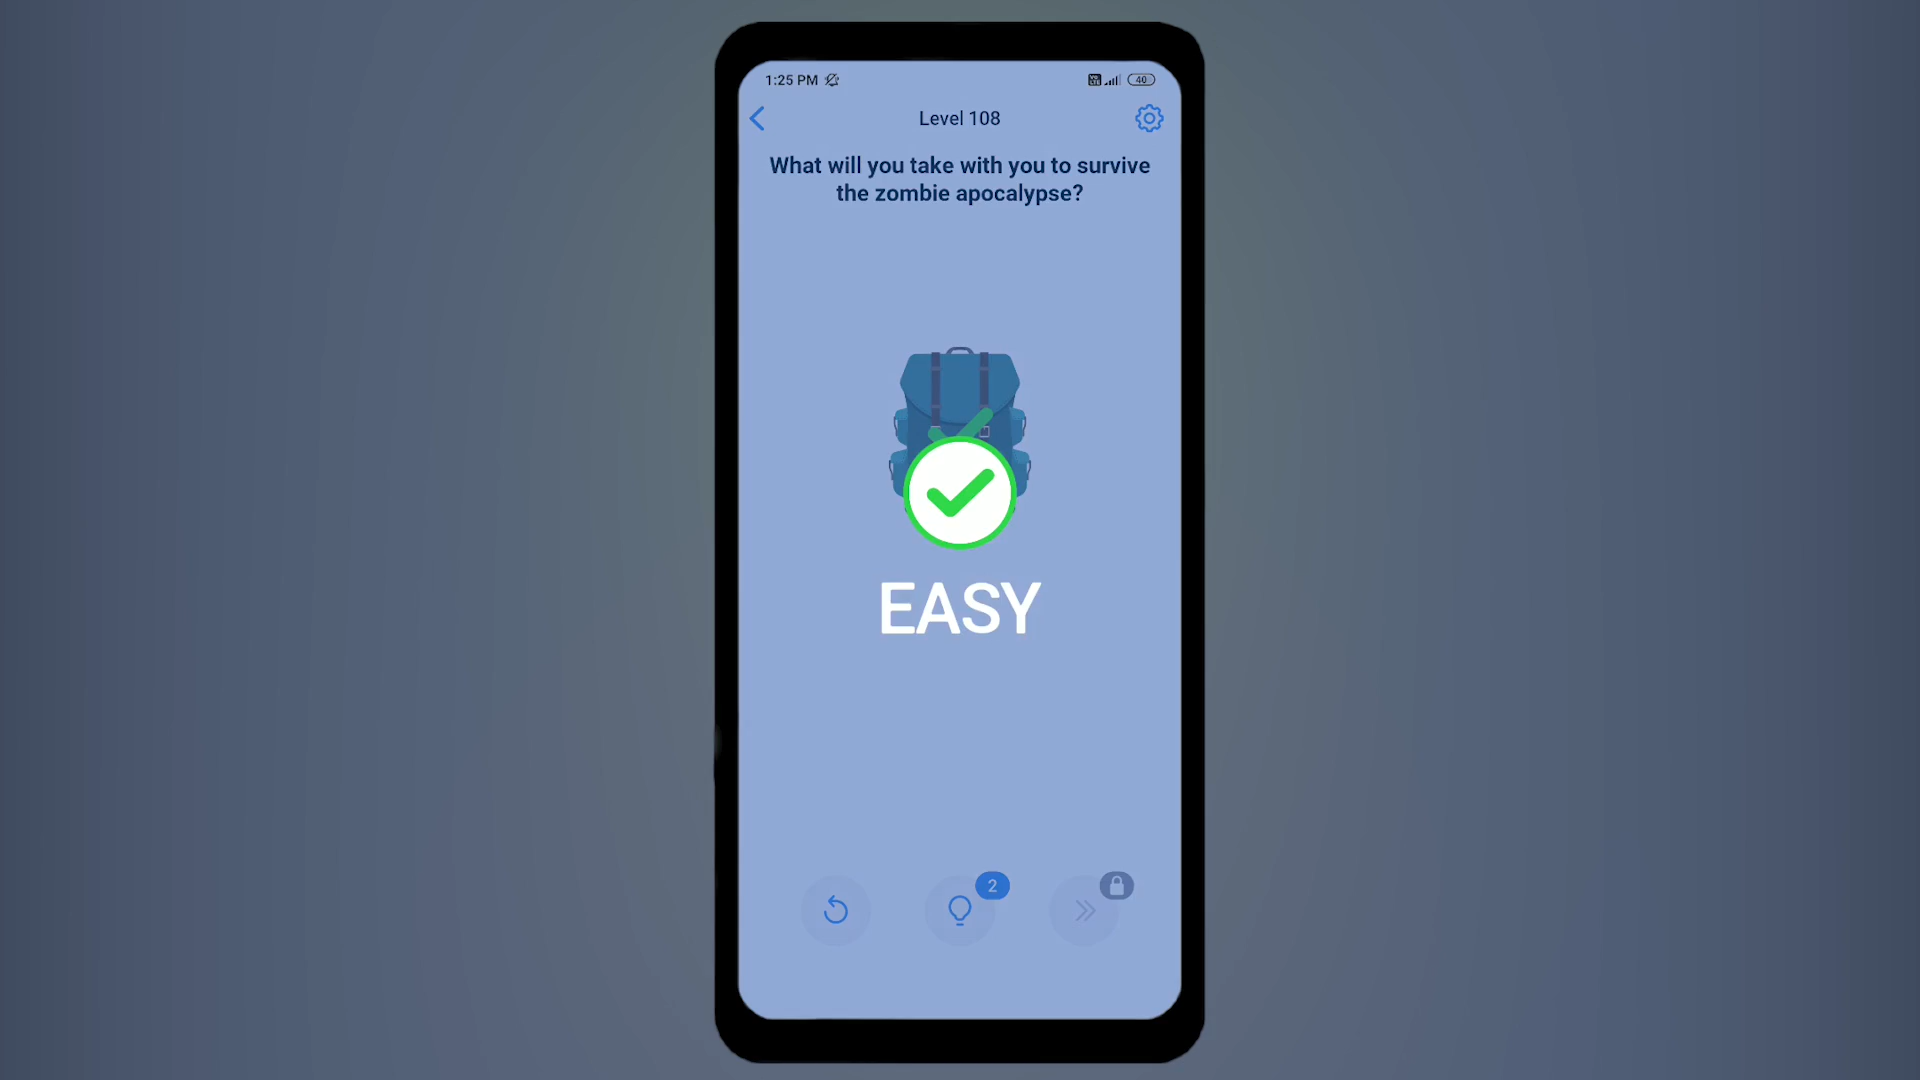 1:25 PM
40
Level 108
What will you take with you to survive
the zombie apocalypse?
EASY
2